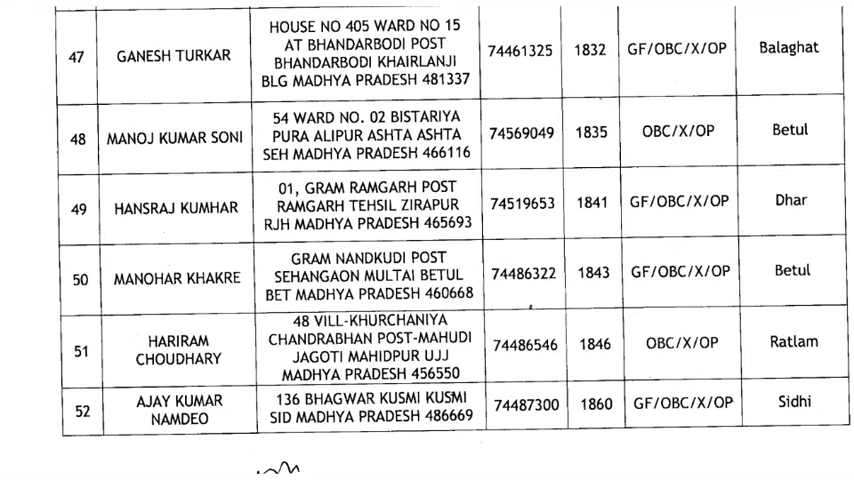 47 GANESH TURKAR HOUSE NO 405 WARD NO 15 AT BHANDARBODI POST BHANDARBODI KHAIRLANJI BLG MADHYA PRADESH 481337 74461325 1832 GF/OBC/X/OP Balaghat
48 MANOJ KUMAR SONI 54 WARD NO. 02 BISTARIYA PURA ALIPUR ASHTA ASHTA SEH MADHYA PRADESH 466116 74569049 1835 OBC/X/OP Betul
49 HANSRAJ KUMHAR 01, GRAM RAMGARH POST RAMGARH TEHSIL ZIRAPUR RJH MADHYA PRADESH 465693 74519653 1841 GF/OBC/X/OP Dhar
50 MANOHAR KHAKRE GRAM NANDKUDI POST SEHANGAON MULTAI BETUL BET MADHYA PRADESH 460668 74486322 1843 GF/OBC/X/OP Betul
51 HARIRAM CHOUDHARY 48 VILL-KHURCHANIYA CHANDRABHAN POST-MAHUDI JAGOTI MAHIDPUR UJJ MADHYA PRADESH 456550 74486546 1846 OBC/X/OP Ratlam
52 AJAY KUMAR NAMDEO 136 BHAGWAR KUSMI KUSMI SID MADHYA PRADESH 486669 74487300 1860 GF/OBC/X/OP Sidhi